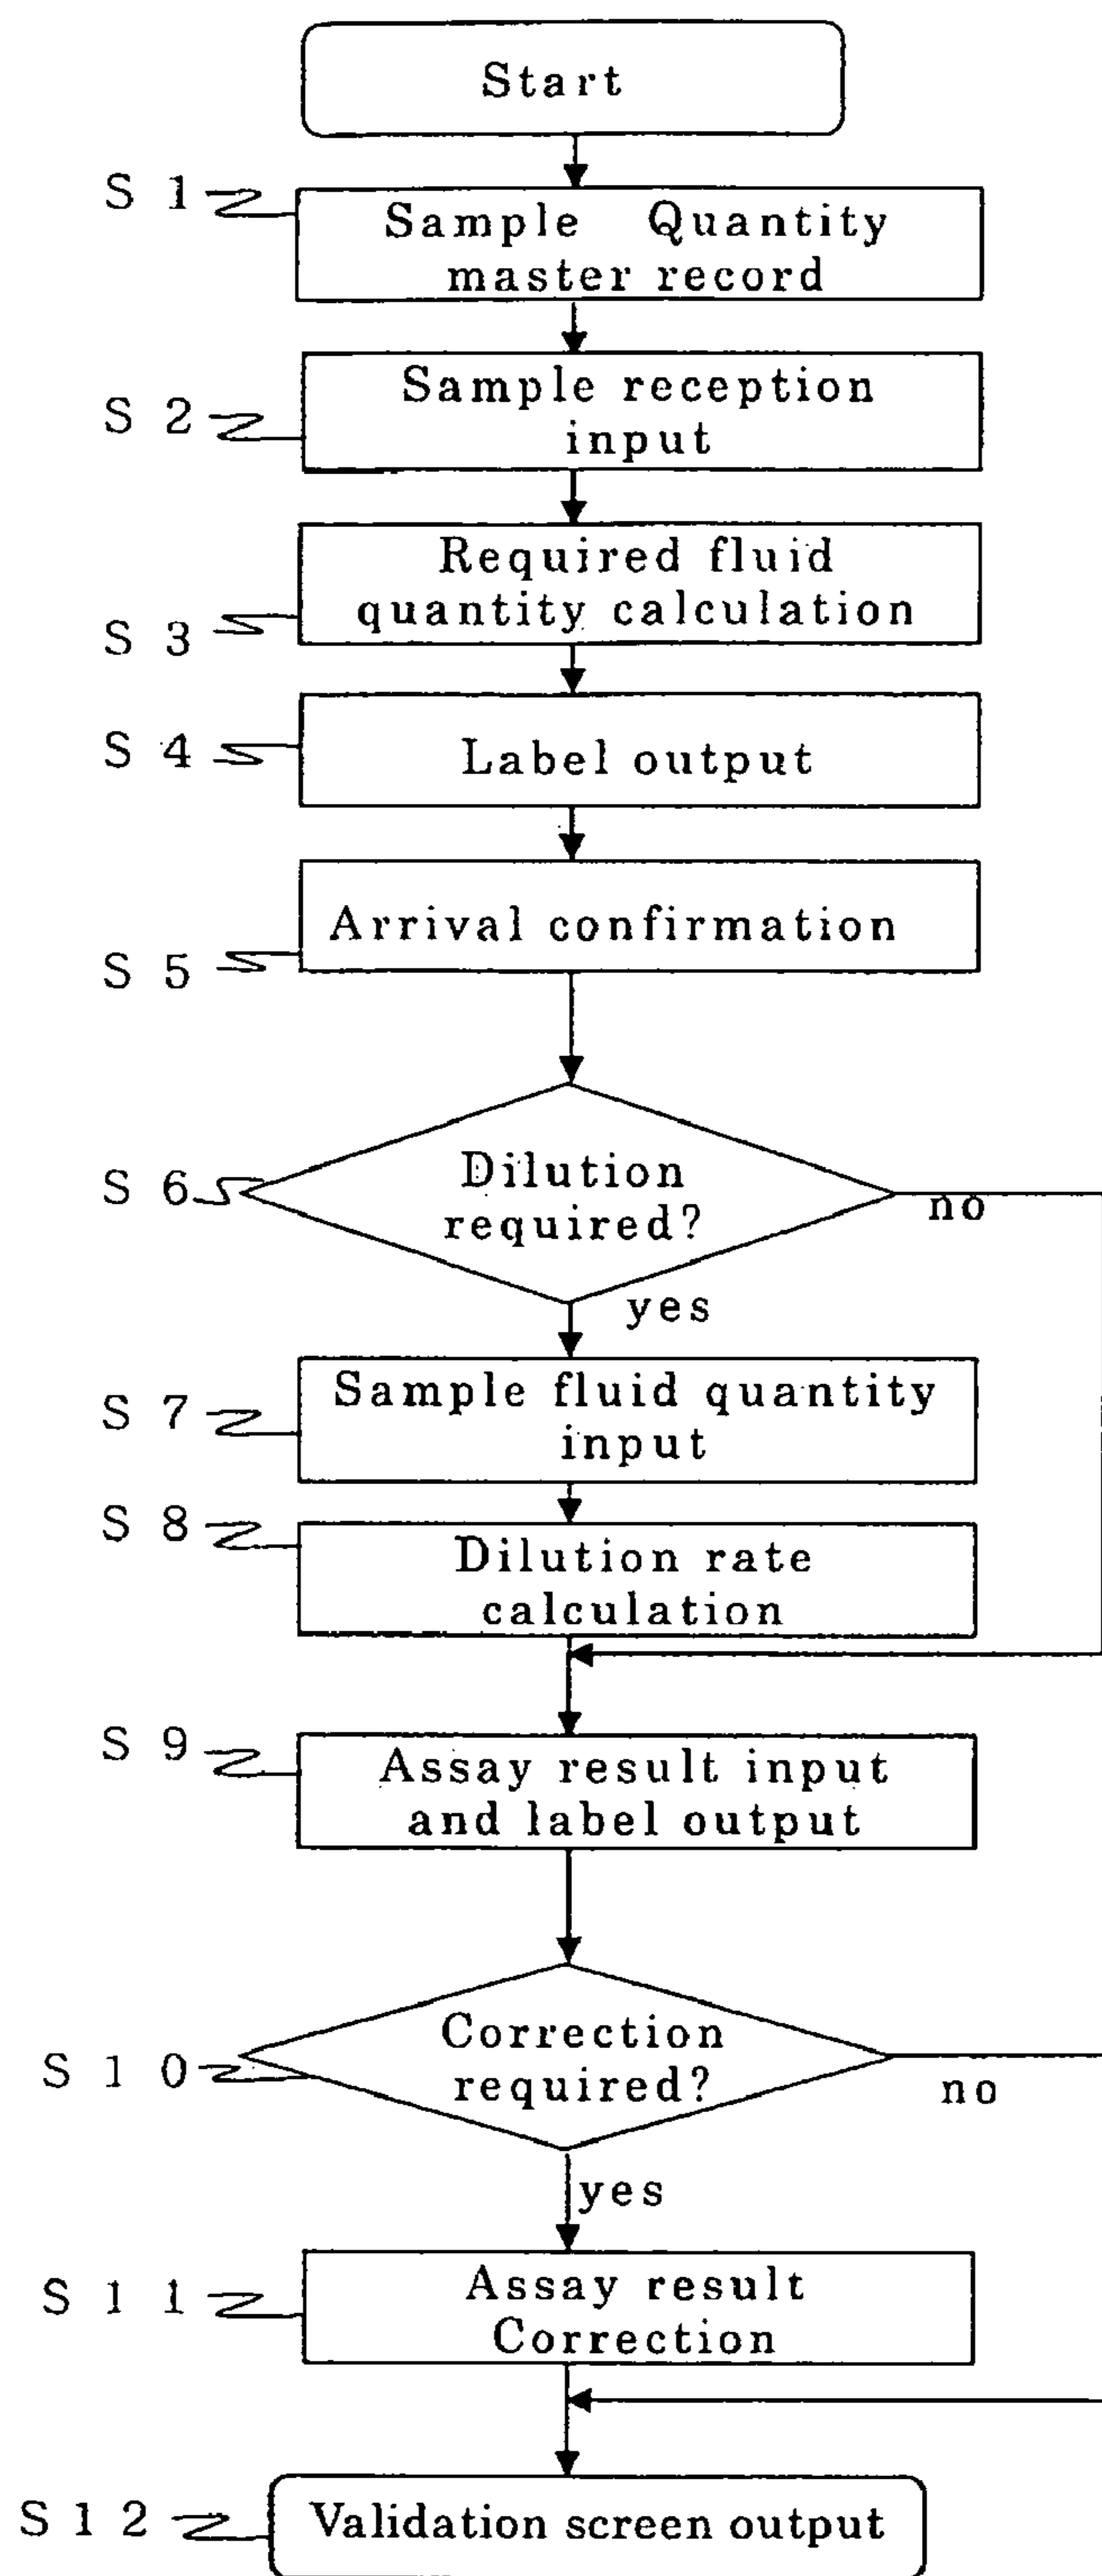 Start
S 1
Sample Quantity
master record
S 2
Sample reception
input
S 3
Required fluid
quantity calculation
S 4
Label output
S 5
Arrival confirmation
S 6
Dilution
required?
no
yes
S 7
Sample fluid quantity
input
S 8
Dilution rate
calculation
S 9
Assay result input
and label output
S 1 0
Correction
required?
no
yes
S 1 1
Assay result
Correction
S 1 2
Validation screen output